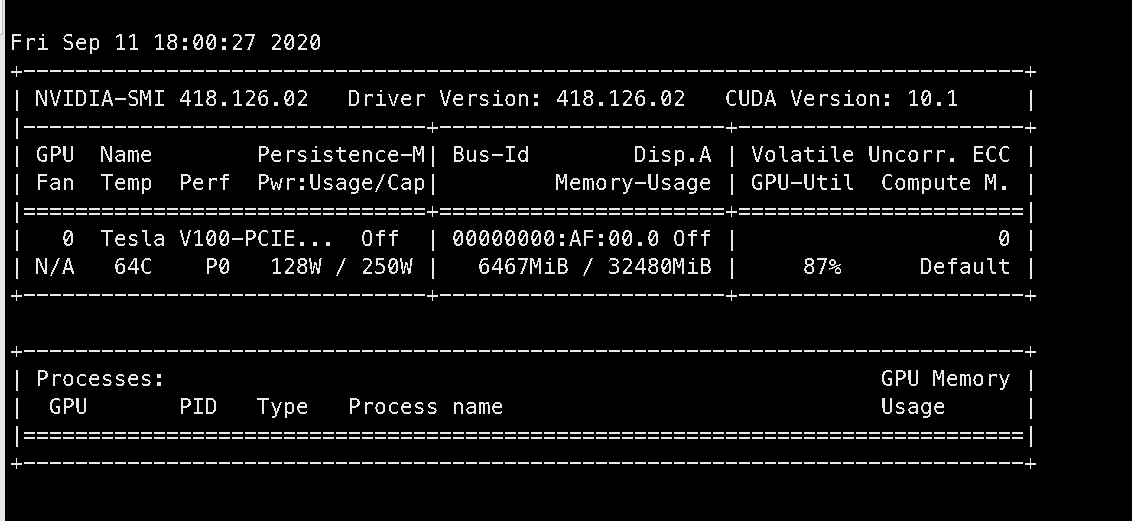 Fri Sep 11 18:00:27 2020
+-----------------------------------------------------------------------------+
| NVIDIA-SMI 418.126.02   Driver Version: 418.126.02   CUDA Version: 10.1     |
|-------------------------------+----------------------+----------------------+
| GPU  Name        Persistence-M| Bus-Id        Disp.A | Volatile Uncorr. ECC |
| Fan  Temp  Perf  Pwr:Usage/Cap|         Memory-Usage | GPU-Util  Compute M. |
|===============================+======================+======================|
|   0  Tesla V100-PCIE...  Off  | 00000000:AF:00.0 Off |                    0 |
| N/A   64C    P0   128W / 250W |   6467MiB / 32480MiB |     87%      Default |
+-------------------------------+----------------------+----------------------+
+-----------------------------------------------------------------------------+
| Processes:                                                       GPU Memory |
|  GPU       PID   Type   Process name                             Usage      |
|=============================================================================|
+-----------------------------------------------------------------------------+